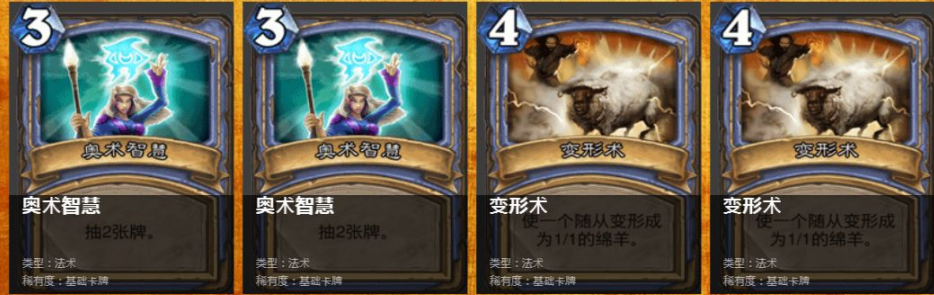 3
奥术智慧
奥术智慧
抽2张牌。
类型：法术
稀有度：基础卡牌
3
奥术智慧
奥术智慧
抽2张牌。
类型：法术
稀有度：基础卡牌
4
变形术
变形术
使一个随从变形成
为1/1的绵羊。
类型：法术
稀有度：基础卡牌
4
变形术
变形术
使一个随从变形成
为1/1的绵羊。
类型：法术
稀有度：基础卡牌